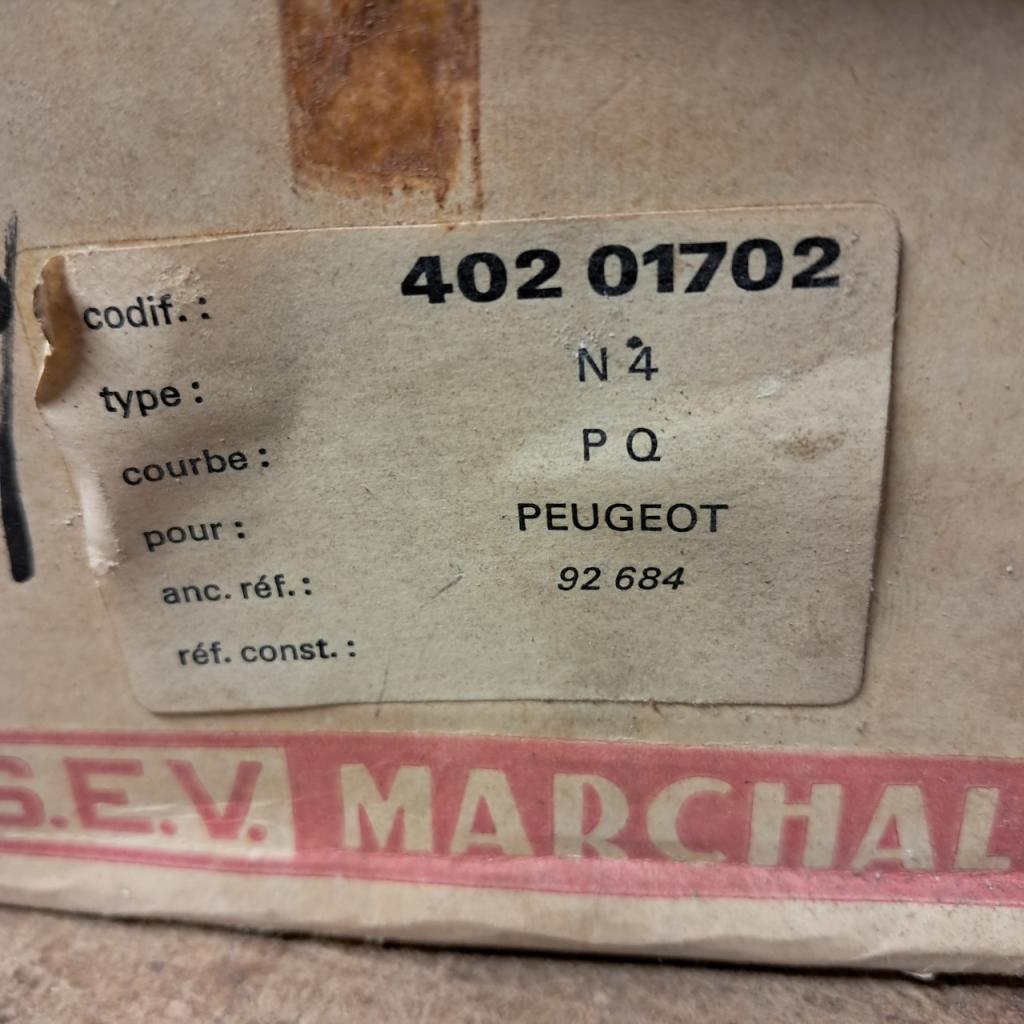 codif. : 402 01702
type : N 4
courbe : P Q
pour : PEUGEOT
anc. réf. : 92 684
réf. const. :
S.E.V. MARCHAL